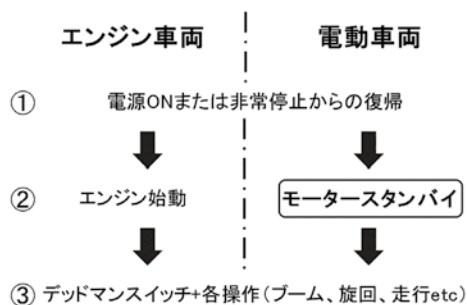 エンジン車両 電動車両
① 電源ONまたは非常停止からの復帰
② エンジン始動 モータースタンバイ
③ デッドマンスイッチ+各操作(ブーム、旋回、走行etc)